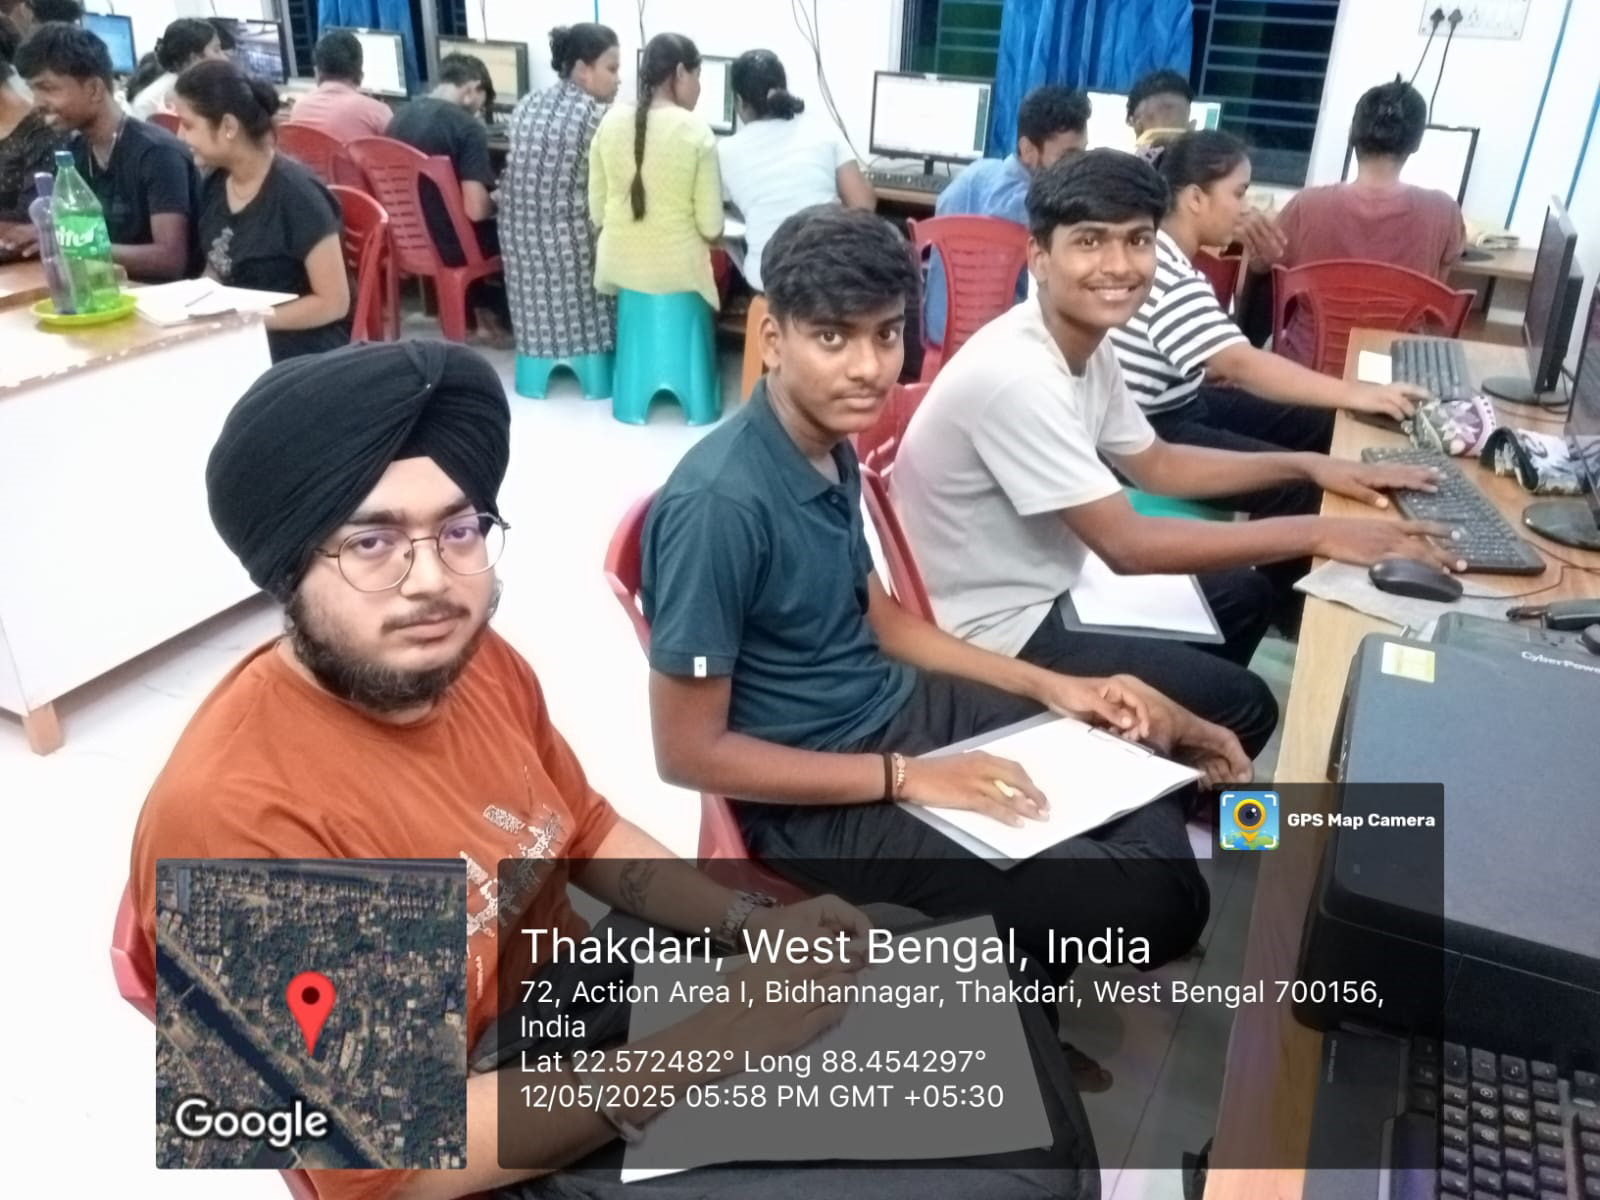 CyberPowe
GPS Map Camera
Thakdari, West Bengal, India
72, Action Area I, Bidhannagar, Thakdari, West Bengal 700156,
India
Lat 22.572482° Long 88.454297°
12/05/2025 05:58 PM GMT +05:30
Google